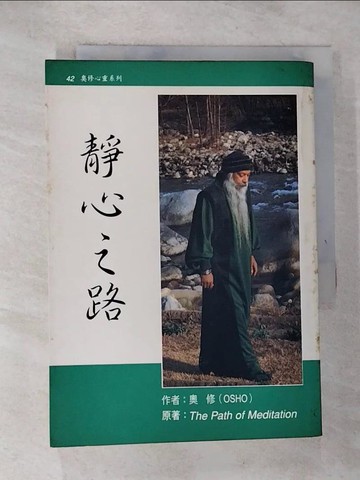 42 奧修心靈系列
靜心之路
作者：奧 修（OSHO）
原著：The Path of Meditation